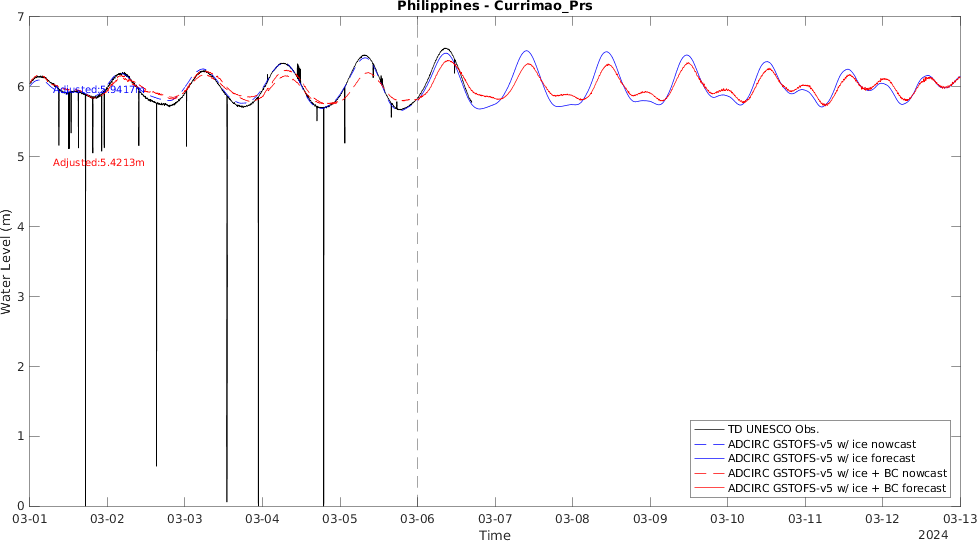 Philippines - Currimao_Prs
7
6
5
4
3
2
1
0
Water Level (m)
Adjusted:5.9417m
Adjusted:5.4213m
TD UNESCO Obs.
ADCIRC GSTOFS-v5 w/ ice nowcast
ADCIRC GSTOFS-v5 w/ ice forecast
ADCIRC GSTOFS-v5 w/ ice + BC nowcast
ADCIRC GSTOFS-v5 w/ ice + BC forecast
03-01 03-02 03-03 03-04 03-05 03-06 03-07 03-08 03-09 03-10 03-11 03-12 03-13
Time
2024